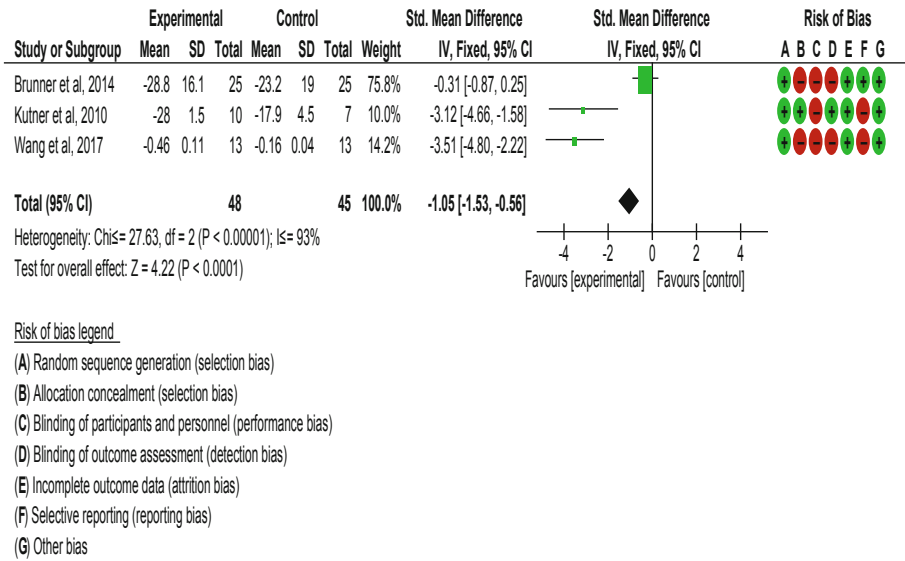 Experimental Control Std. Mean Difference Std. Mean Difference Risk of Bias
Study or Subgroup Mean SD Total Mean SD Total Weight IV, Fixed, 95% CI IV, Fixed, 95% CI A B C D E F G
Brunner et al, 2014 -28.8 16.1 25 -23.2 19 25 75.8% -0.31 [-0.87, 0.25] + - - - + + +
Kutner et al, 2010 -28 1.5 10 -17.9 4.5 7 10.0% -3.12 [-4.66, -1.58] + + - + + - +
Wang et al, 2017 -0.46 0.11 13 -0.16 0.04 13 14.2% -3.51 [-4.80, -2.22] + - - - + - +
Total (95% CI) 48 45 100.0% -1.05 [-1.53, -0.56]
Heterogeneity: Chi≤= 27.63, df = 2 (P < 0.00001); I≤= 93%
Test for overall effect: Z = 4.22 (P < 0.0001)
-4 -2 0 2 4
Favours [experimental] Favours [control]
Risk of bias legend
(A) Random sequence generation (selection bias)
(B) Allocation concealment (selection bias)
(C) Blinding of participants and personnel (performance bias)
(D) Blinding of outcome assessment (detection bias)
(E) Incomplete outcome data (attrition bias)
(F) Selective reporting (reporting bias)
(G) Other bias